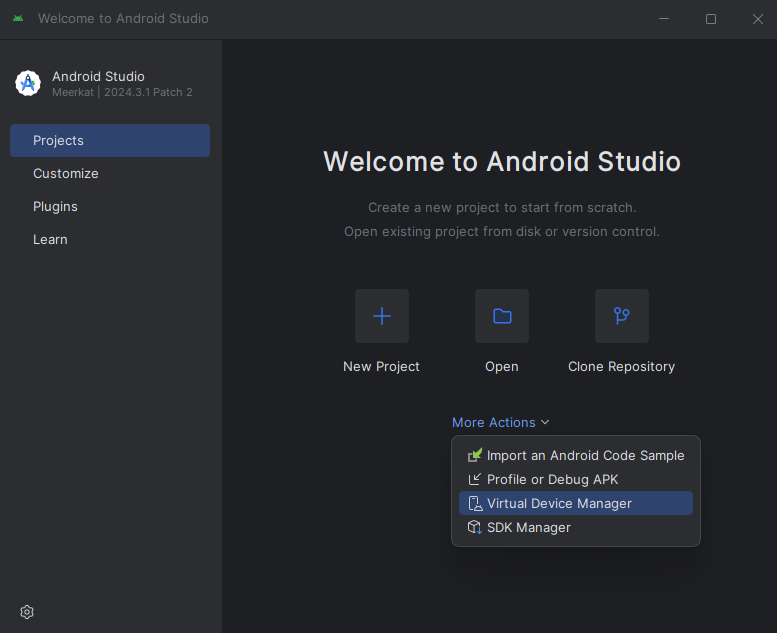 Welcome to Android Studio
Android Studio
Meerkat | 2024.3.1 Patch 2
Projects
Customize
Plugins
Learn
Welcome to Android Studio
Create a new project to start from scratch.
Open existing project from disk or version control.
New Project
Open
Clone Repository
More Actions
Import an Android Code Sample
Profile or Debug APK
Virtual Device Manager
SDK Manager